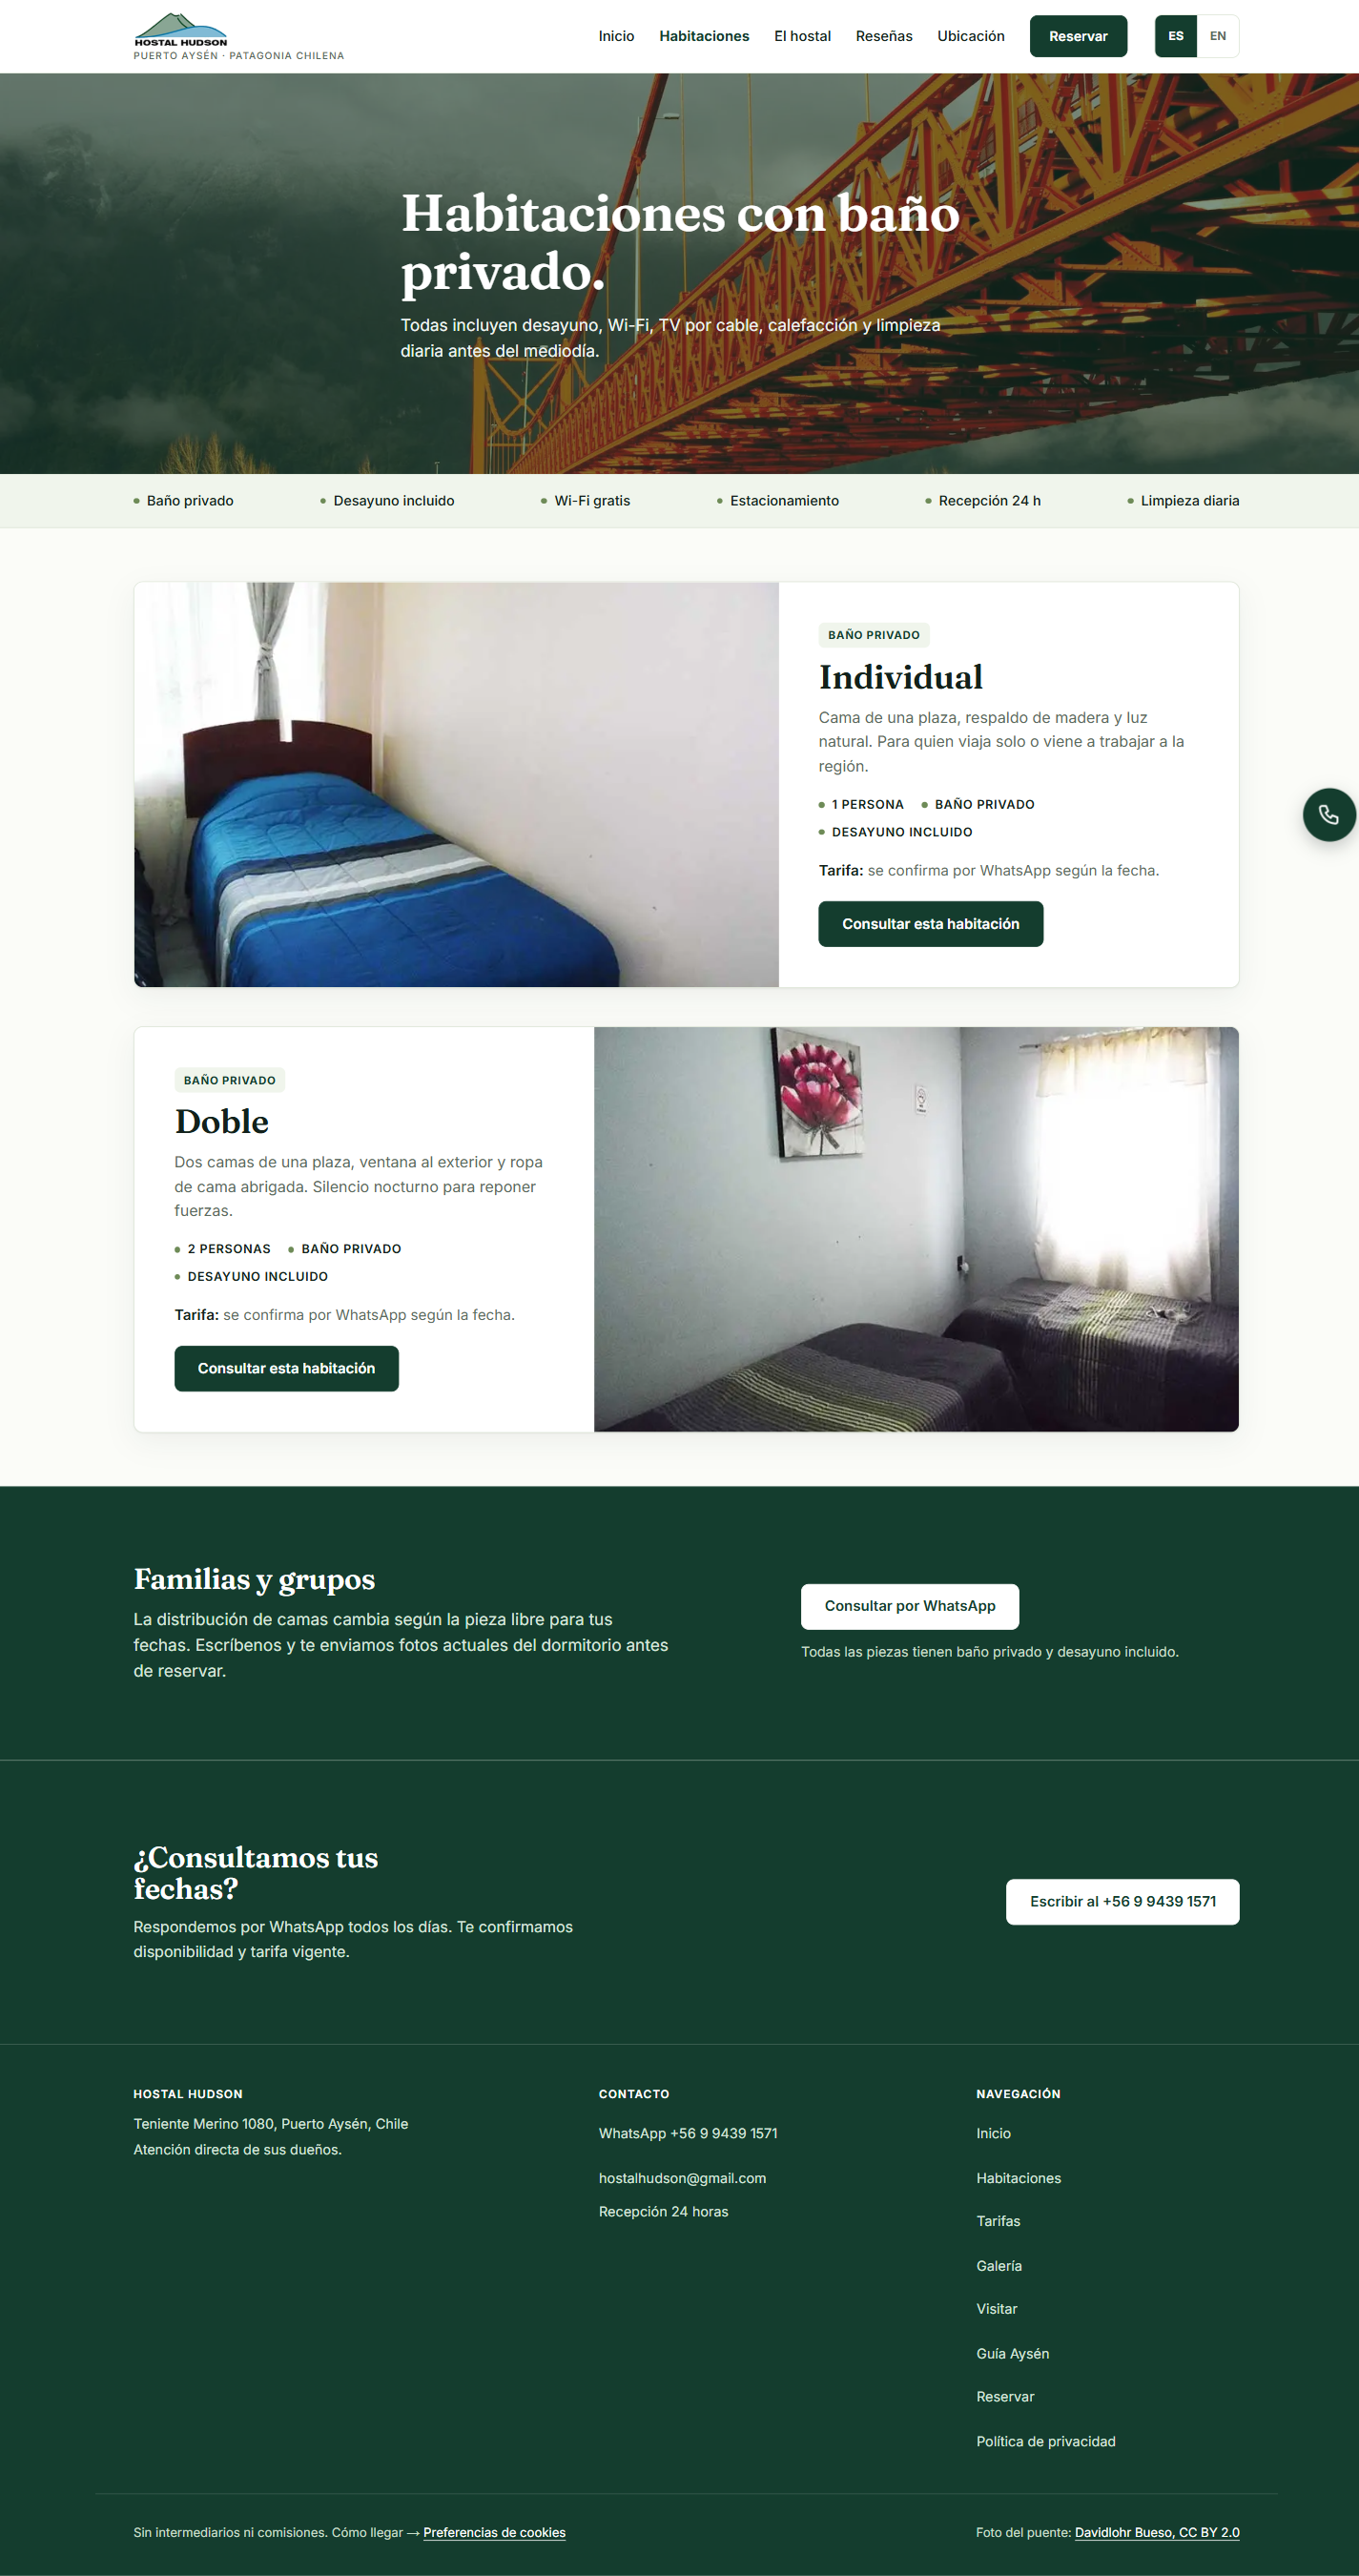 HOSTAL HUDSON
PUERTO AYSÉN · PATAGONIA CHILENA
Inicio
Habitaciones
El hostal
Reseñas
Ubicación
Reservar
ES
EN
Habitaciones con baño
privado.
Todas incluyen desayuno, Wi-Fi, TV por cable, calefacción y limpieza
diaria antes del mediodía.
Baño privado
Desayuno incluido
Wi-Fi gratis
Estacionamiento
Recepción 24 h
Limpieza diaria
BAÑO PRIVADO
Individual
Cama de una plaza, respaldo de madera y luz
natural. Para quien viaja solo o viene a trabajar a la
región.
1 PERSONA
BAÑO PRIVADO
DESAYUNO INCLUIDO
Tarifa: se confirma por WhatsApp según la fecha.
Consultar esta habitación
BAÑO PRIVADO
Doble
Dos camas de una plaza, ventana al exterior y ropa
de cama abrigada. Silencio nocturno para reponer
fuerzas.
2 PERSONAS
BAÑO PRIVADO
DESAYUNO INCLUIDO
Tarifa: se confirma por WhatsApp según la fecha.
Consultar esta habitación
Familias y grupos
La distribución de camas cambia según la pieza libre para tus
fechas. Escríbenos y te enviamos fotos actuales del dormitorio antes
de reservar.
Consultar por WhatsApp
Todas las piezas tienen baño privado y desayuno incluido.
¿Consultamos tus
fechas?
Respondemos por WhatsApp todos los días. Te confirmamos
disponibilidad y tarifa vigente.
Escribir al +56 9 9439 1571
HOSTAL HUDSON
Teniente Merino 1080, Puerto Aysén, Chile
Atención directa de sus dueños.
CONTACTO
WhatsApp +56 9 9439 1571
hostalhudson@gmail.com
Recepción 24 horas
NAVEGACIÓN
Inicio
Habitaciones
Tarifas
Galería
Visitar
Guía Aysén
Reservar
Política de privacidad
Sin intermediarios ni comisiones. Cómo llegar → Preferencias de cookies
Foto del puente: Davidlohr Bueso, CC BY 2.0